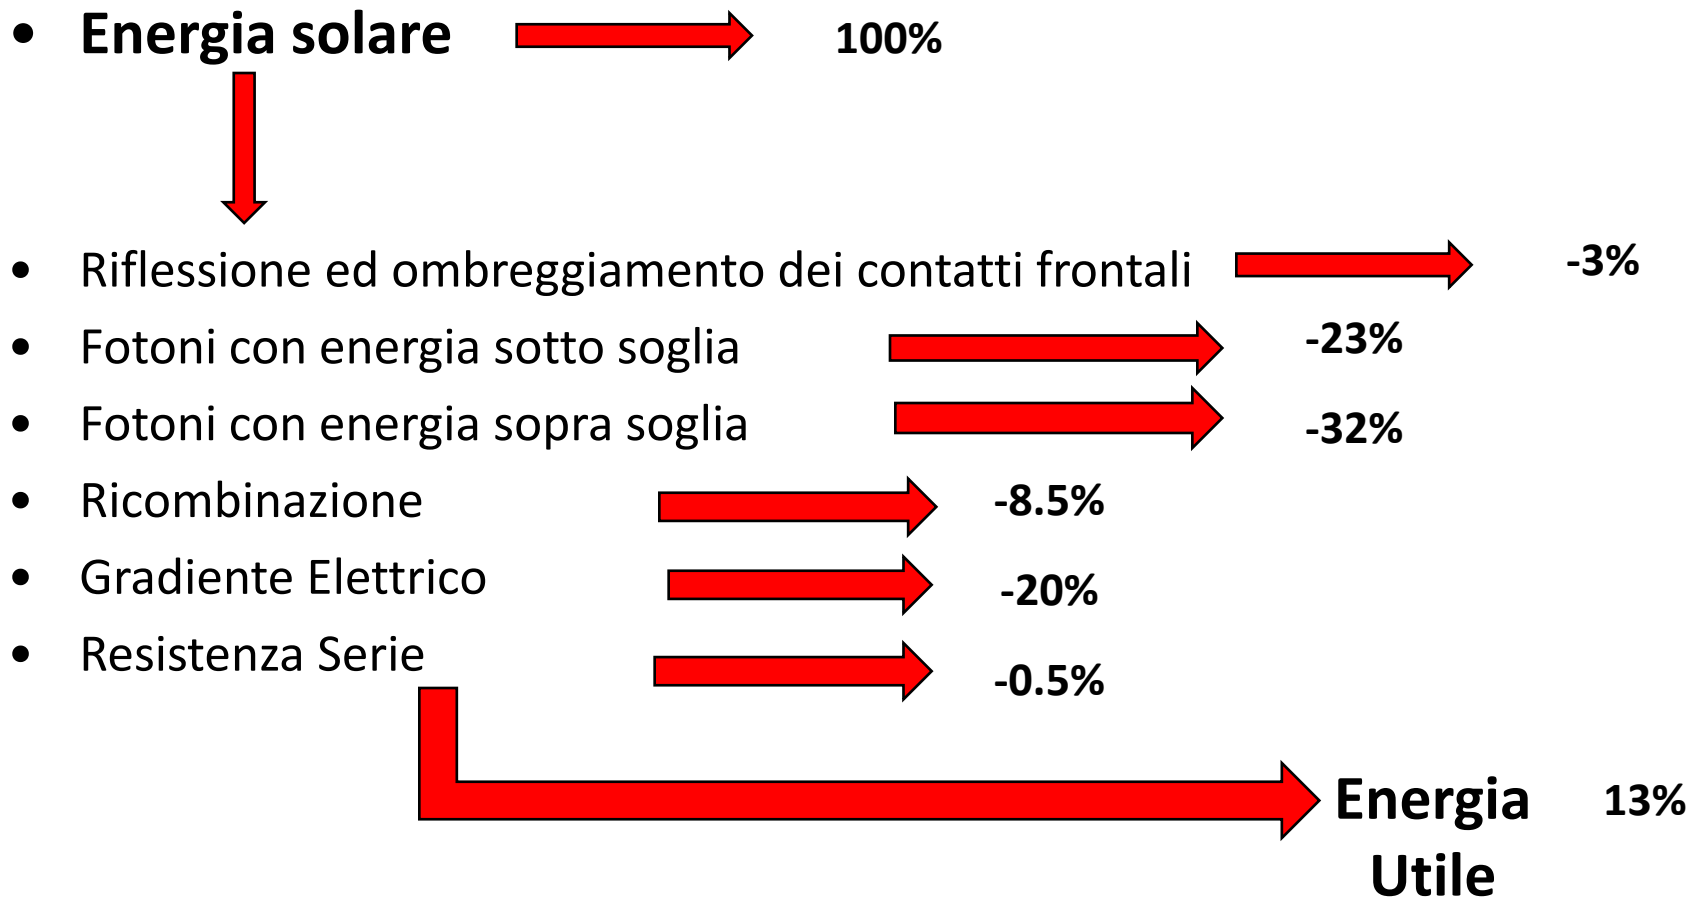 • Energia solare 100%
• Riflessione ed ombreggiamento dei contatti frontali -3%
• Fotoni con energia sotto soglia -23%
• Fotoni con energia sopra soglia -32%
• Ricombinazione -8.5%
• Gradiente Elettrico -20%
• Resistenza Serie -0.5%
Energia 13%
Utile